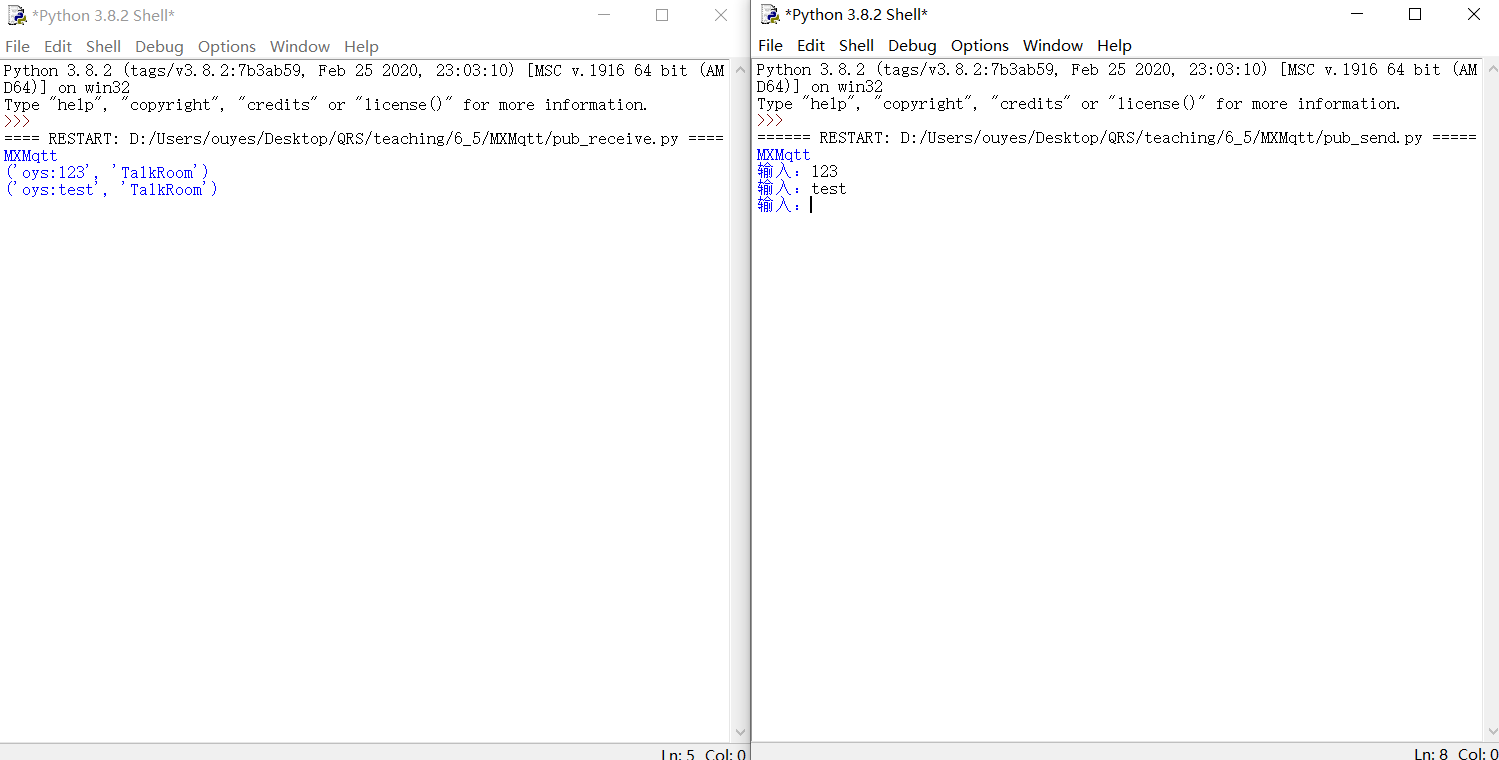 *Python 3.8.2 Shell*
File Edit Shell Debug Options Window Help
Python 3.8.2 (tags/v3.8.2:7b3ab59, Feb 25 2020, 23:03:10) [MSC v.1916 64 bit (AM
D64)] on win32
Type "help", "copyright", "credits" or "license()" for more information.
>>>
==== RESTART: D:/Users/ouyes/Desktop/QRS/teaching/6_5/MXMqtt/pub_receive.py ====
MXMqtt
('oys:123', 'TalkRoom')
('oys:test', 'TalkRoom')
Ln: 5 Col: 0
*Python 3.8.2 Shell*
File Edit Shell Debug Options Window Help
Python 3.8.2 (tags/v3.8.2:7b3ab59, Feb 25 2020, 23:03:10) [MSC v.1916 64 bit (AM
D64)] on win32
Type "help", "copyright", "credits" or "license()" for more information.
>>>
====== RESTART: D:/Users/ouyes/Desktop/QRS/teaching/6_5/MXMqtt/pub_send.py =====
MXMqtt
输入：123
输入：test
输入：
Ln: 8 Col: 0